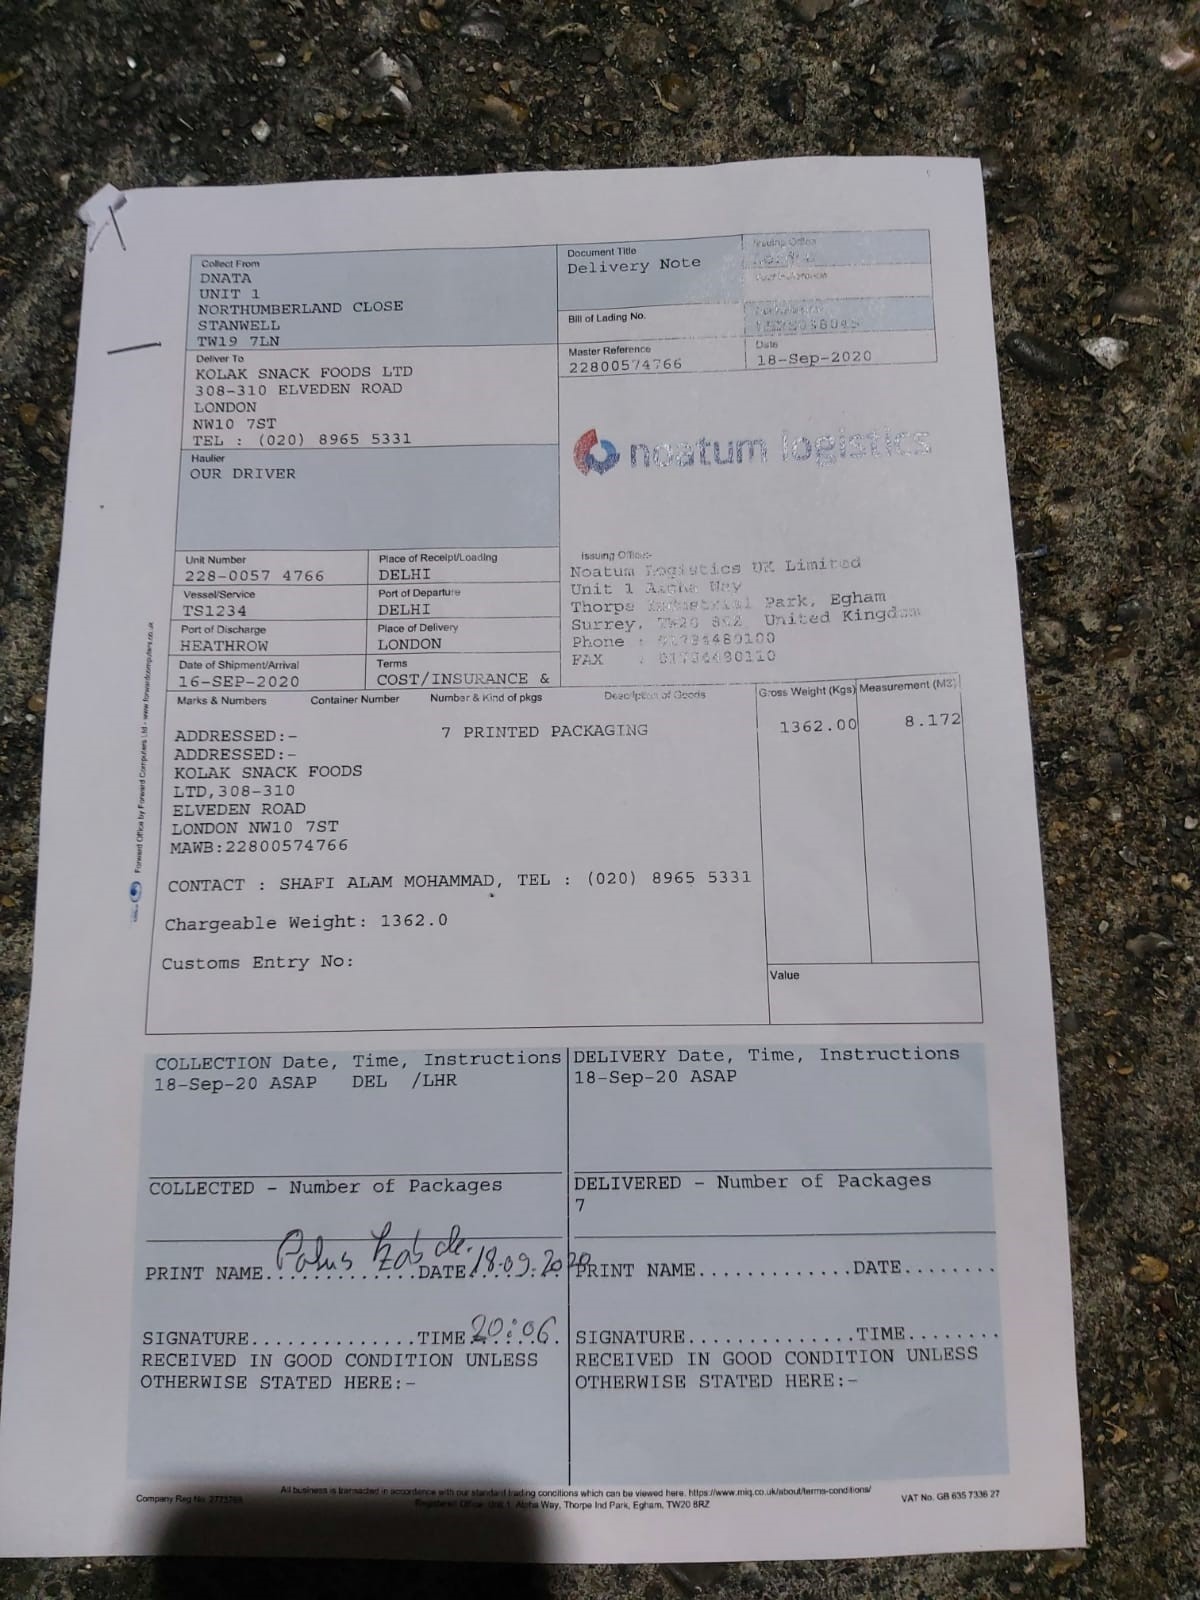 Collect From
DNATA
UNIT 1
NORTHUMBERLAND CLOSE
STANWELL
TW19 7LN
Document Title
Delivery Note
Issuing Office
Bill of Lading No.
Master Reference
22800574766
Date
18-Sep-2020
Deliver To
KOLAK SNACK FOODS LTD
308-310 ELVEDEN ROAD
LONDON
NW10 7ST
TEL : (020) 8965 5331
noatum logistics
Haulier
OUR DRIVER
Issuing Office:-
Noatum Logistics UK Limited
Unit 1 Alpha Way
Thorpe Industrial Park, Egham
Surrey, United Kingdom
Phone :
FAX :
Unit Number
228-0057 4766
Place of Receipt/Loading
DELHI
Vessel/Service
TS1234
Port of Departure
DELHI
Port of Discharge
HEATHROW
Place of Delivery
LONDON
Date of Shipment/Arrival
16-SEP-2020
Terms
COST/INSURANCE &
Marks & Numbers Container Number Number & Kind of pkgs Description of Goods Gross Weight (Kgs) Measurement (M3)
ADDRESSED:- 7 PRINTED PACKAGING 1362.00 8.172
ADDRESSED:-
KOLAK SNACK FOODS
LTD,308-310
ELVEDEN ROAD
LONDON NW10 7ST
MAWB:22800574766
CONTACT : SHAFI ALAM MOHAMMAD, TEL : (020) 8965 5331
Chargeable Weight: 1362.0
Customs Entry No:
Value
Forward Office by Forward Computers Ltd - www.forwardcomputers.co.uk
COLLECTION Date, Time, Instructions
18-Sep-20 ASAP DEL /LHR
COLLECTED - Number of Packages
PRINT NAME..............DATE 18.09.2020
SIGNATURE..............TIME 20:06
RECEIVED IN GOOD CONDITION UNLESS
OTHERWISE STATED HERE:-
DELIVERY Date, Time, Instructions
18-Sep-20 ASAP
DELIVERED - Number of Packages
7
PRINT NAME.............DATE........
SIGNATURE..............TIME........
RECEIVED IN GOOD CONDITION UNLESS
OTHERWISE STATED HERE:-
Company Reg No. 2773769
All business is transacted in accordance with our standard trading conditions which can be viewed here. https://www.miq.co.uk/about/terms-conditions/
Registered Office: Unit 1, Alpha Way, Thorpe Ind Park, Egham, TW20 8RZ
VAT No. GB 635 7336 27